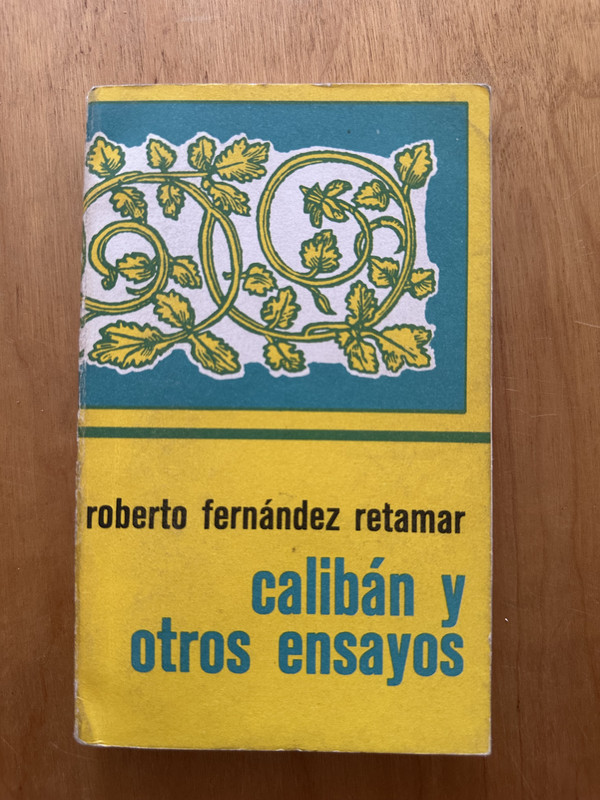 roberto fernández retamar
calibán y
otros ensayos